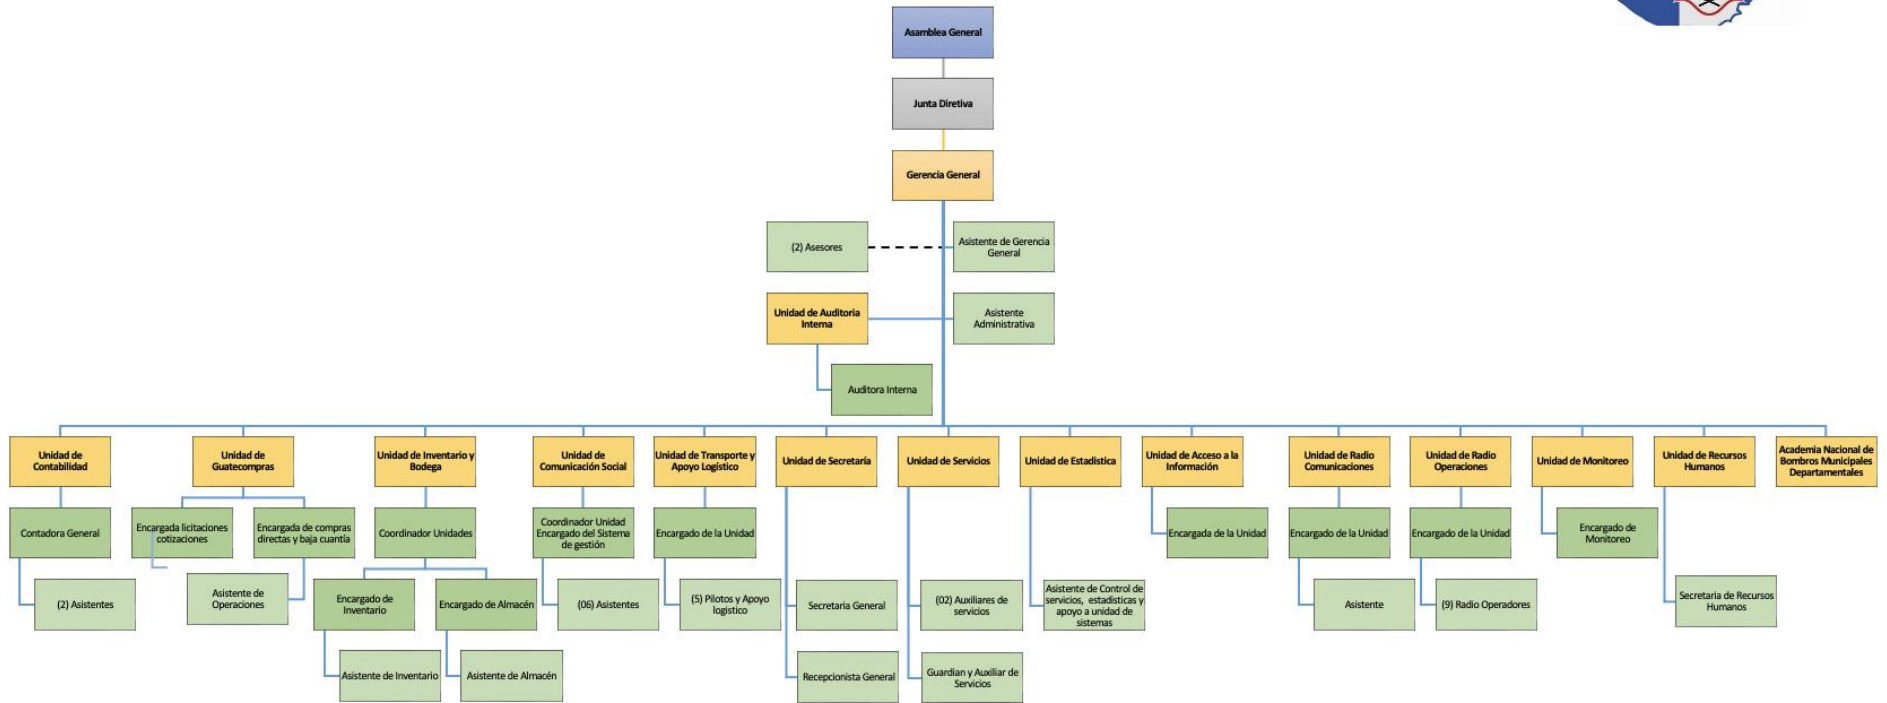 Asamblea General
Junta Diretiva
Gerencia General
(2) Asesores
Asistente de Gerencia
General
Unidad de Auditoria
Interna
Asistente
Administrativa
Auditora Interna
Unidad de
Contabilidad
Unidad de
Guatecompras
Unidad de Inventario y
Bodega
Unidad de
Comunicación Social
Unidad de Transporte y
Apoyo Logístico
Unidad de Secretaría
Unidad de Servicios
Unidad de Estadistica
Unidad de Acceso a la
Información
Unidad de Radio
Comunicaciones
Unidad de Radio
Operaciones
Unidad de Monitoreo
Unidad de Recursos
Humanos
Academia Nacional de
Bombros Municipales
Departamentales
Contadora General
Encargada licitaciones
cotizaciones
Encargada de compras
directas y baja cuantía
Coordinador Unidades
Coordinador Unidad
Encargado del Sistema
de gestión
Encargado de la Unidad
Encargada de la Unidad
Encargado de la Unidad
Encargado de la Unidad
Encargado de
Monitoreo
(2) Asistentes
Asistente de
Operaciones
Encargado de
Inventario
Encargado de Almacén
(06) Asistentes
(5) Pilotos y Apoyo
logistico
Secretaria General
(02) Auxiliares de
servicios
Asistente de Control de
servicios, estadisticas y
apoyo a unidad de
sistemas
Asistente
(9) Radio Operadores
Secretaria de Recursos
Humanos
Asistente de Inventario
Asistente de Almacén
Recepcionista General
Guardian y Auxiliar de
Servicios